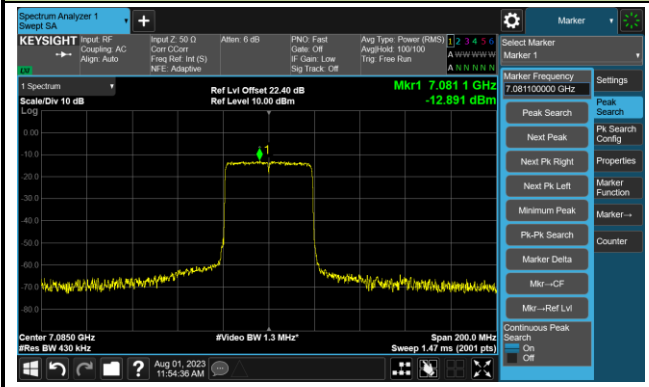 Spectrum Analyzer 1
Swept SA
+
Marker
KEYSIGHT
Input: RF
Coupling: AC
Align: Auto
Input Z: 50 Ω
Corr CCorr
Freq Ref: Int (S)
NFE: Adaptive
Atten: 6 dB
PNO: Fast
Gate: Off
IF Gain: Low
Sig Track: Off
Avg Type: Power (RMS)
Avg|Hold: 100/100
Trig: Free Run
1 2 3 4 5 6
A W W W W W
A N N N N N
LXI
Select Marker
Marker 1
1 Spectrum
Scale/Div 10 dB
Log
Ref Lvl Offset 22.40 dB
Ref Level 10.00 dBm
Mkr1 7.081 1 GHz
-12.891 dBm
0.00
-10.0
-20.0
-30.0
-40.0
-50.0
-60.0
-70.0
-80.0
1
Center 7.0850 GHz
#Res BW 430 kHz
#Video BW 1.3 MHz*
Span 200.0 MHz
Sweep 1.47 ms (2001 pts)
Marker Frequency
7.081100000 GHz
Peak Search
Next Peak
Next Pk Right
Next Pk Left
Minimum Peak
Pk-Pk Search
Marker Delta
Mkr→CF
Mkr→Ref Lvl
Continuous Peak
Search
On
Off
Settings
Peak
Search
Pk Search
Config
Properties
Marker
Function
Marker→
Counter
?
Aug 01, 2023
11:54:36 AM